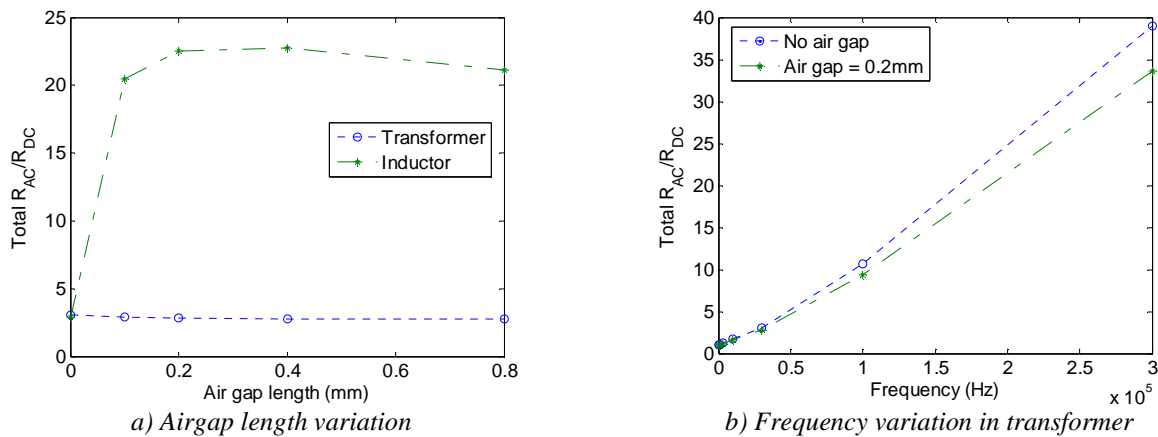 25
20
15
10
5
0
Total R_AC/R_DC
Transformer
Inductor
0 0.2 0.4 0.6 0.8
Air gap length (mm)
a) Airgap length variation
40
35
30
25
20
15
10
5
0
Total R_AC/R_DC
No air gap
Air gap = 0.2mm
0 0.5 1 1.5 2 2.5 3
Frequency (Hz)
x 10^5
b) Frequency variation in transformer